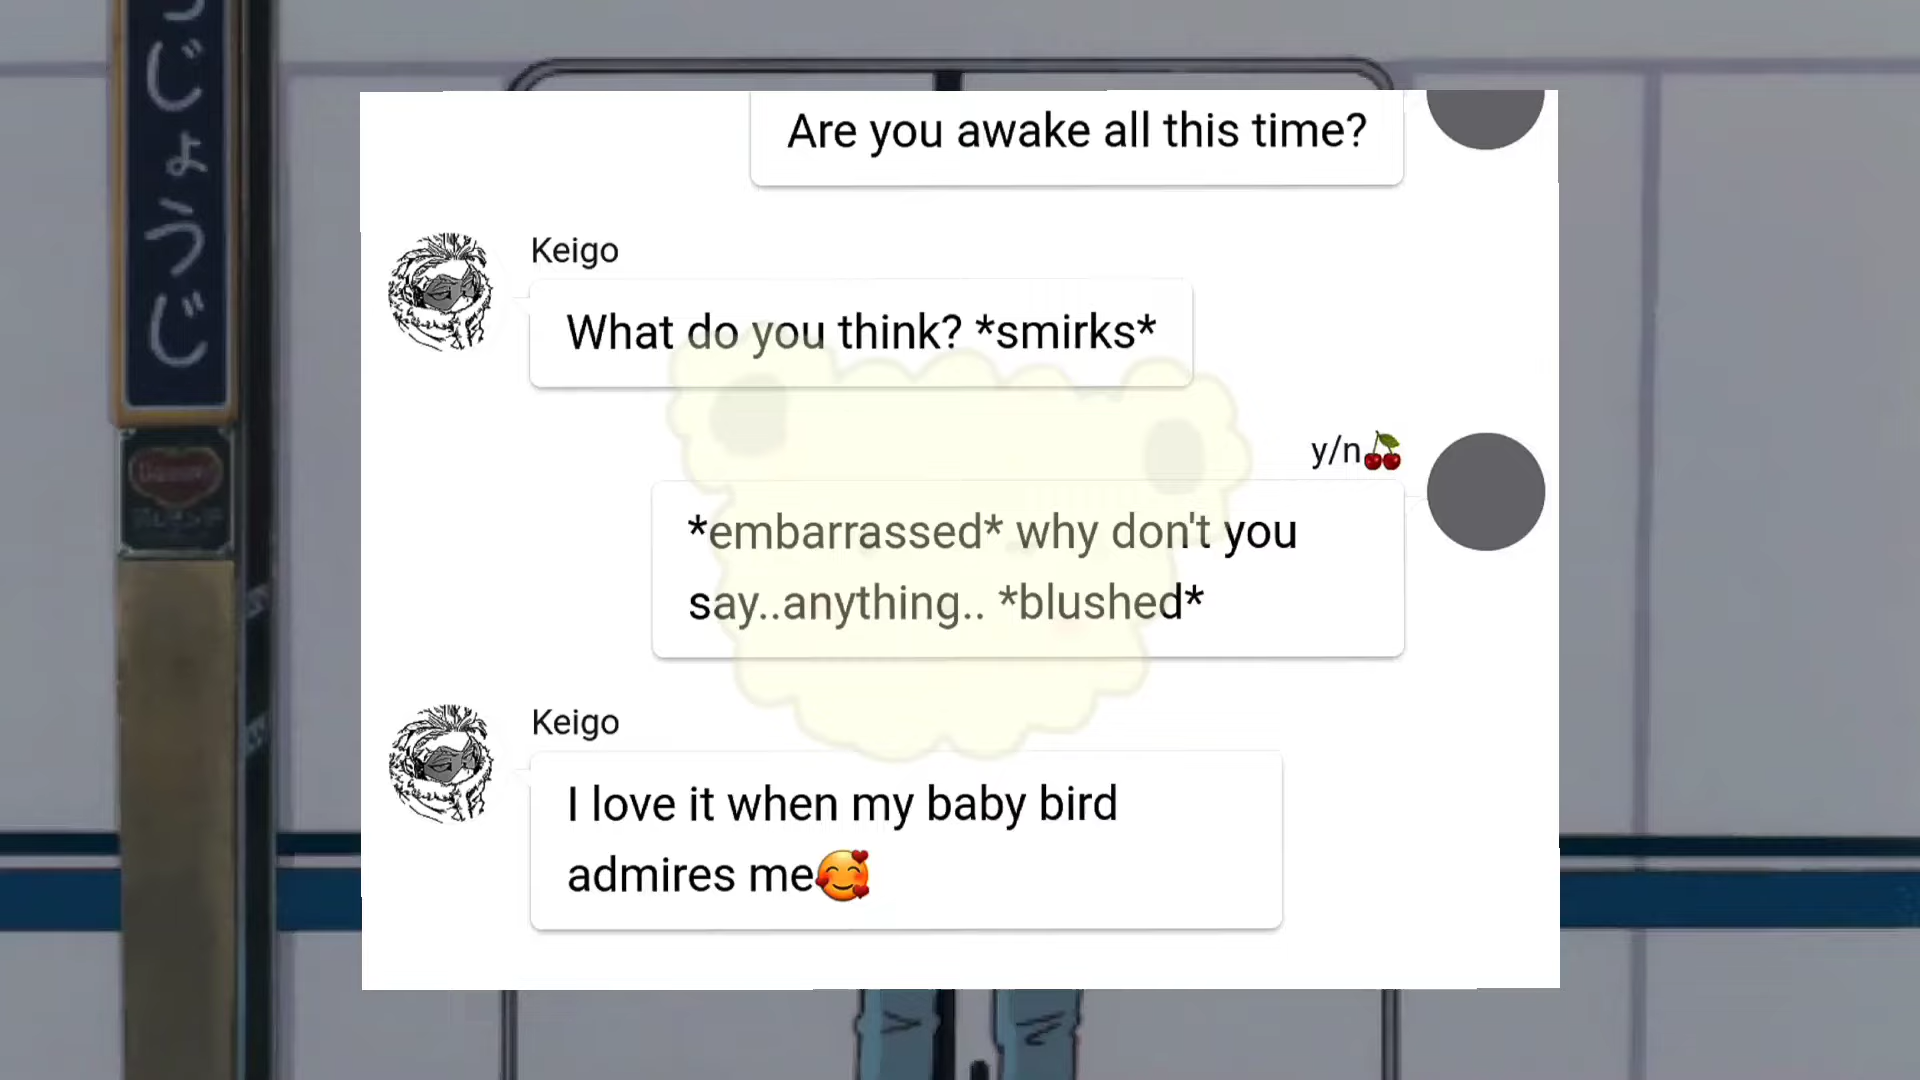 じょうじ
Are you awake all this time?
Keigo
What do you think? *smirks*
y/n🍒
*embarrassed* why don't you
say..anything.. *blushed*
Keigo
I love it when my baby bird
admires me🥰